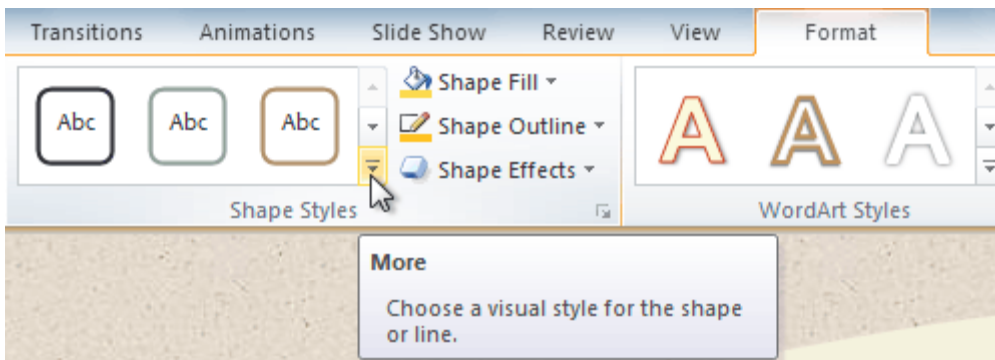 Transitions Animations Slide Show Review View Format
Abc Abc Abc Shape Fill A A A
Shape Outline
Shape Effects
Shape Styles WordArt Styles
More
Choose a visual style for the shape
or line.